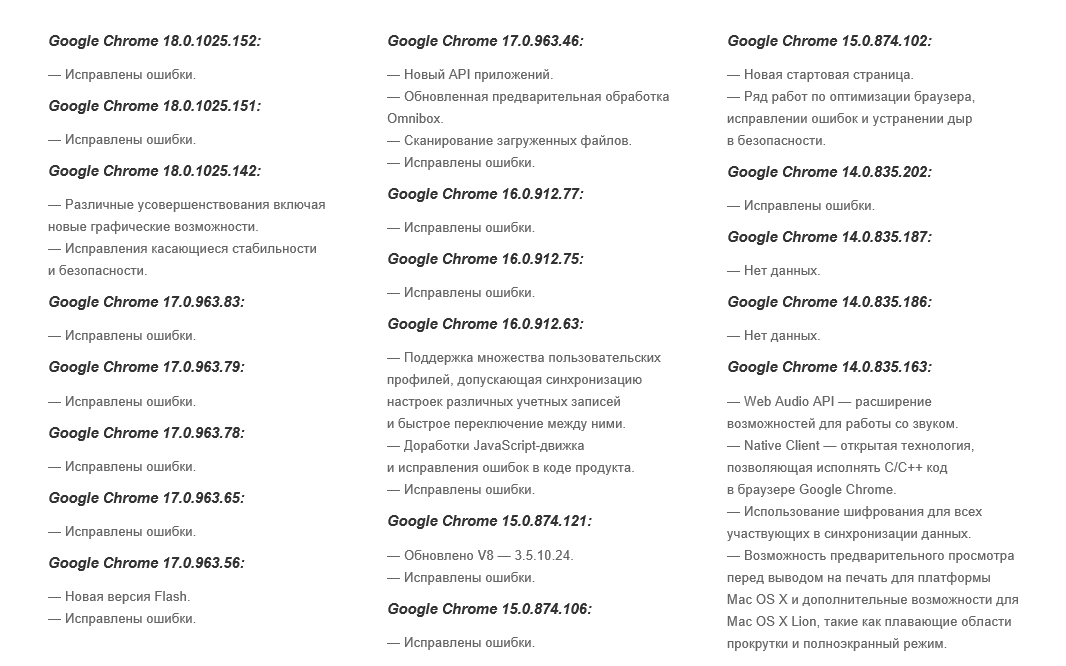 Google Chrome 18.0.1025.152:
— Исправлены ошибки.
Google Chrome 18.0.1025.151:
— Исправлены ошибки.
Google Chrome 18.0.1025.142:
— Различные усовершенствования включая
новые графические возможности.
— Исправления касающиеся стабильности
и безопасности.
Google Chrome 17.0.963.83:
— Исправлены ошибки.
Google Chrome 17.0.963.79:
— Исправлены ошибки.
Google Chrome 17.0.963.78:
— Исправлены ошибки.
Google Chrome 17.0.963.65:
— Исправлены ошибки.
Google Chrome 17.0.963.56:
— Новая версия Flash.
— Исправлены ошибки.
Google Chrome 17.0.963.46:
— Новый API приложений.
— Обновленная предварительная обработка
Omnibox.
— Сканирование загруженных файлов.
— Исправлены ошибки.
Google Chrome 16.0.912.77:
— Исправлены ошибки.
Google Chrome 16.0.912.75:
— Исправлены ошибки.
Google Chrome 16.0.912.63:
— Поддержка множества пользовательских
профилей, допускающая синхронизацию
настроек различных учетных записей
и быстрое переключение между ними.
— Доработки JavaScript-движка
и исправления ошибок в коде продукта.
— Исправлены ошибки.
Google Chrome 15.0.874.121:
— Обновлено V8 — 3.5.10.24.
— Исправлены ошибки.
Google Chrome 15.0.874.106:
— Исправлены ошибки.
Google Chrome 15.0.874.102:
— Новая стартовая страница.
— Ряд работ по оптимизации браузера,
исправлении ошибок и устранении дыр
в безопасности.
Google Chrome 14.0.835.202:
— Исправлены ошибки.
Google Chrome 14.0.835.187:
— Нет данных.
Google Chrome 14.0.835.186:
— Нет данных.
Google Chrome 14.0.835.163:
— Web Audio API — расширение
возможностей для работы со звуком.
— Native Client — открытая технология,
позволяющая исполнять C/C++ код
в браузере Google Chrome.
— Использование шифрования для всех
участвующих в синхронизации данных.
— Возможность предварительного просмотра
перед выводом на печать для платформы
Mac OS X и дополнительные возможности для
Mac OS X Lion, такие как плавающие области
прокрутки и полноэкранный режим.